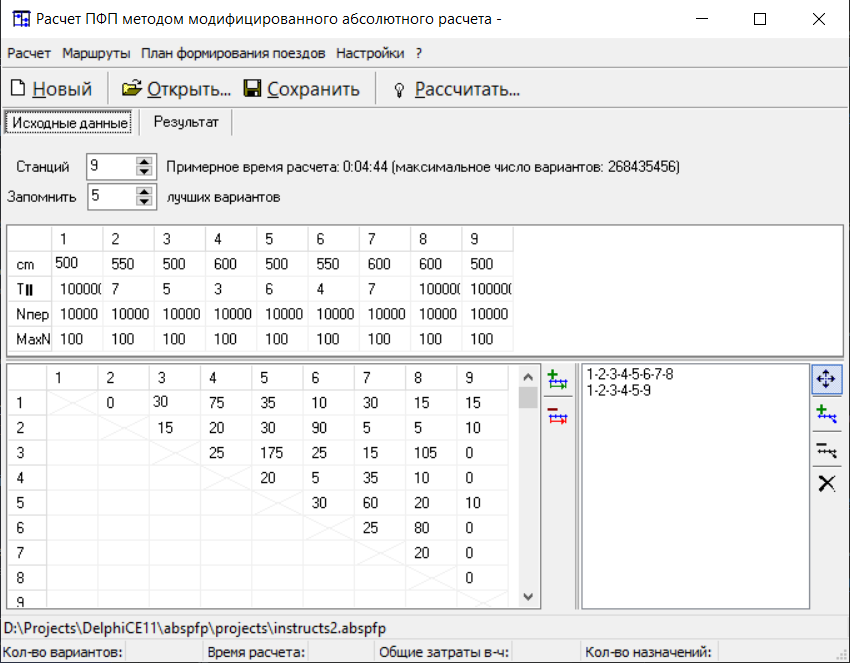 Расчет ПФП методом модифицированного абсолютного расчета -
Расчет Маршруты План формирования поездов Настройки ?
Новый Открыть... Сохранить Рассчитать...
Исходные данные Результат
Станций 9 Примерное время расчета: 0:04:44 (максимальное число вариантов: 268435456)
Запомнить 5 лучших вариантов
1 2 3 4 5 6 7 8 9
cm 500 550 500 600 500 550 600 600 500
TII 10000( 7 5 3 6 4 7 10000( 10000(
Nпер 10000 10000 10000 10000 10000 10000 10000 10000 10000
MaxN 100 100 100 100 100 100 100 100 100
1 2 3 4 5 6 7 8 9
1 0 30 75 35 10 30 15 15
2 15 20 30 90 5 5 10
3 25 175 25 15 105 0
4 20 5 35 10 0
5 30 60 20 10
6 25 80 0
7 20 0
8 0
9
1-2-3-4-5-6-7-8
1-2-3-4-5-9
D:\Projects\DelphiCE11\abspfp\projects\instructs2.abspfp
Кол-во вариантов: Время расчета: Общие затраты в-ч: Кол-во назначений: